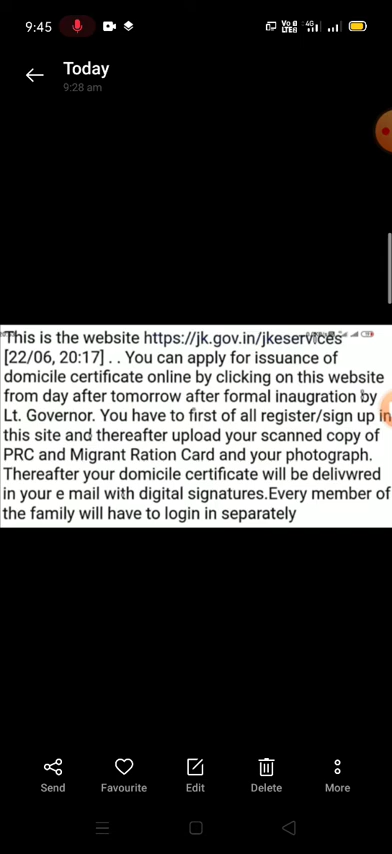 9:45
Vo
LTE
4G
Today
9:28 am
This is the website https://jk.gov.in/jkeservices
[22/06, 20:17] . . You can apply for issuance of
domicile certificate online by clicking on this website
from day after tomorrow after formal inaugration by
Lt. Governor. You have to first of all register/sign up in
this site and thereafter upload your scanned copy of
PRC and Migrant Ration Card and your photograph.
Thereafter your domicile certificate will be delivwred
in your e mail with digital signatures.Every member of
the family will have to login in separately
Send
Favourite
Edit
Delete
More